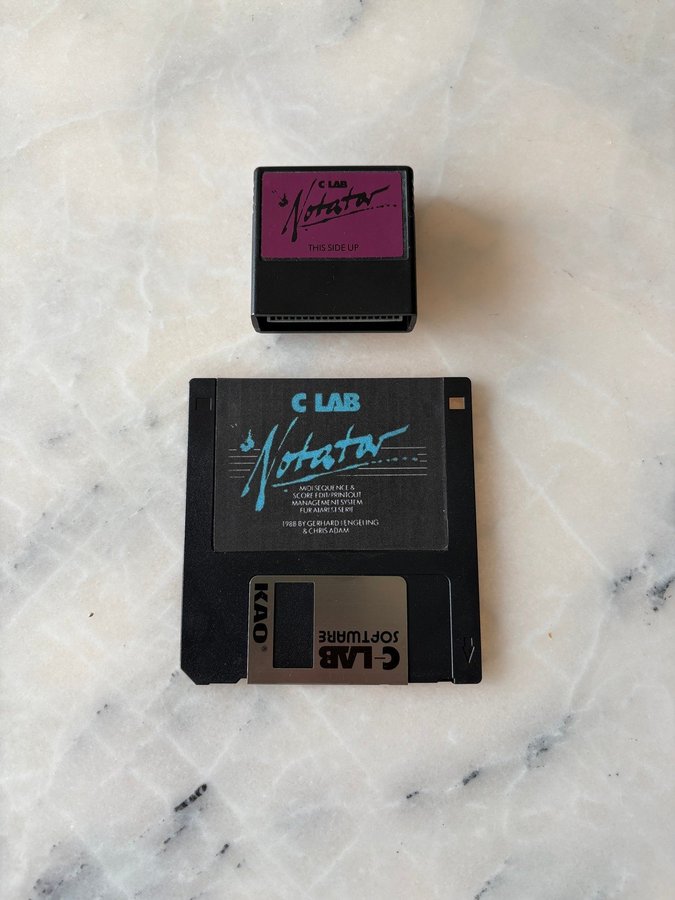 C LAB
Notator
THIS SIDE UP
C LAB
Notator
MIDI SEQUENCE &
SCORE EDIT/PRINTOUT
MANAGEMENT SYSTEM
FÜR ATARI ST SERIE
1988 BY GERHARD LENGELING
& CHRIS ADAM
KAO®
C-LAB
SOFTWARE